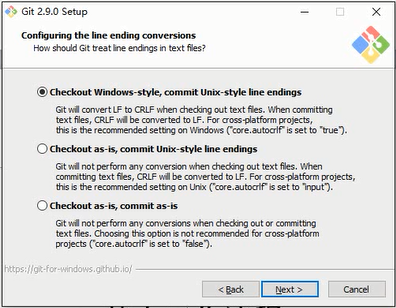 Git 2.9.0 Setup
Configuring the line ending conversions
How should Git treat line endings in text files?
Checkout Windows-style, commit Unix-style line endings
Git will convert LF to CRLF when checking out text files. When committing
text files, CRLF will be converted to LF. For cross-platform projects,
this is the recommended setting on Windows ("core.autocrlf" is set to "true").
Checkout as-is, commit Unix-style line endings
Git will not perform any conversion when checking out text files. When
committing text files, CRLF will be converted to LF. For cross-platform projects,
this is the recommended setting on Unix ("core.autocrlf" is set to "input").
Checkout as-is, commit as-is
Git will not perform any conversions when checking out or committing
text files. Choosing this option is not recommended for cross-platform
projects ("core.autocrlf" is set to "false").
https://git-for-windows.github.io/
< Back
Next >
Cancel